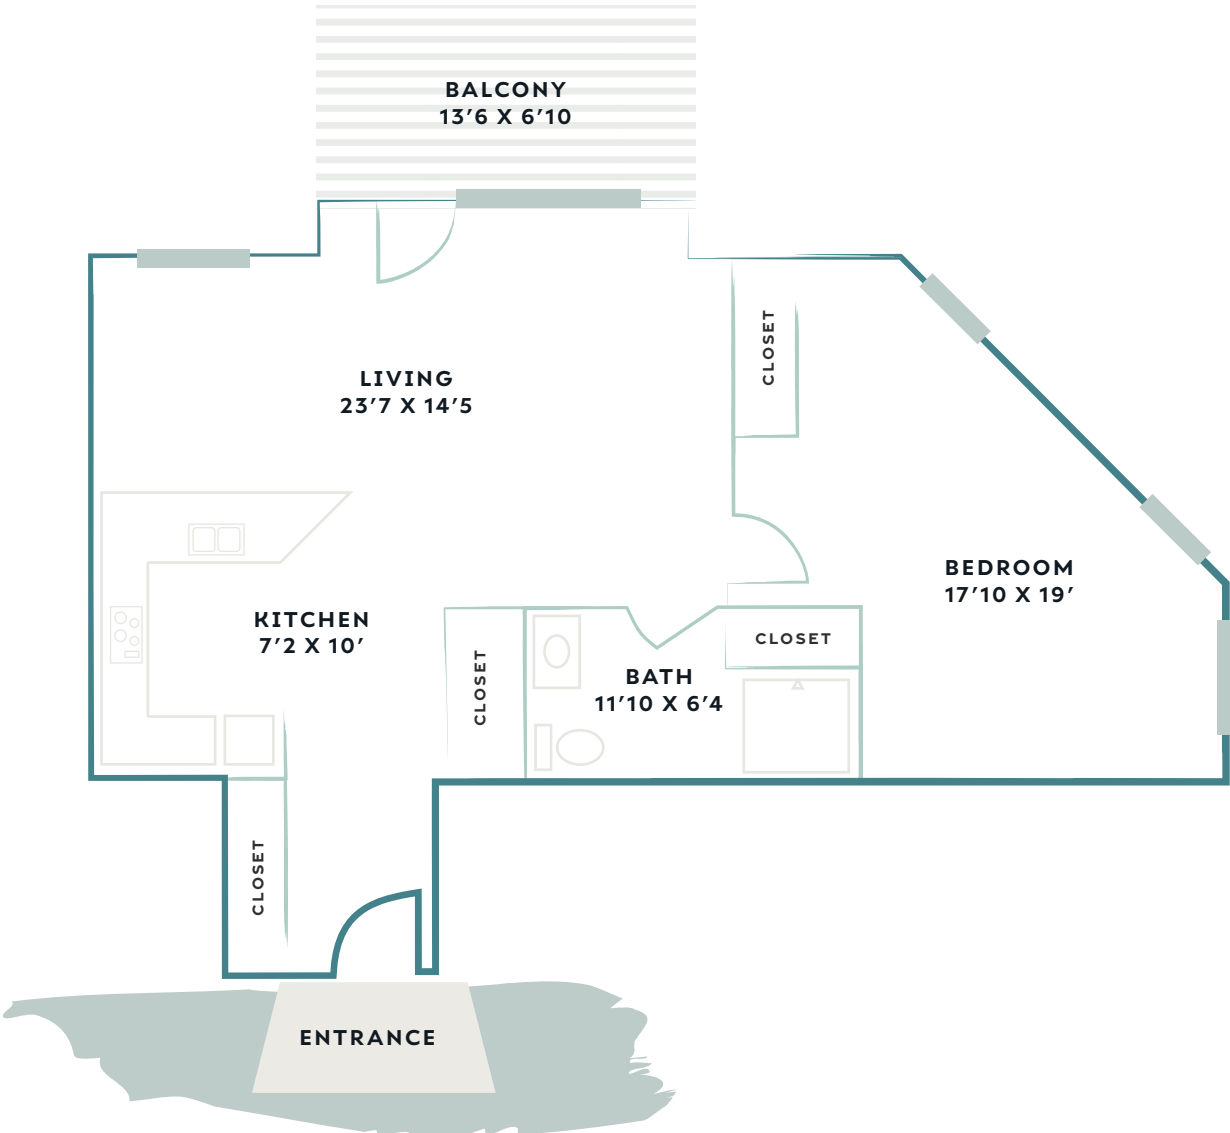 BALCONY
13’6 X 6’10
CLOSET
LIVING
23’7 X 14’5
BEDROOM
17’10 X 19’
KITCHEN
7’2 X 10’
CLOSET
CLOSET
BATH
11’10 X 6’4
CLOSET
ENTRANCE